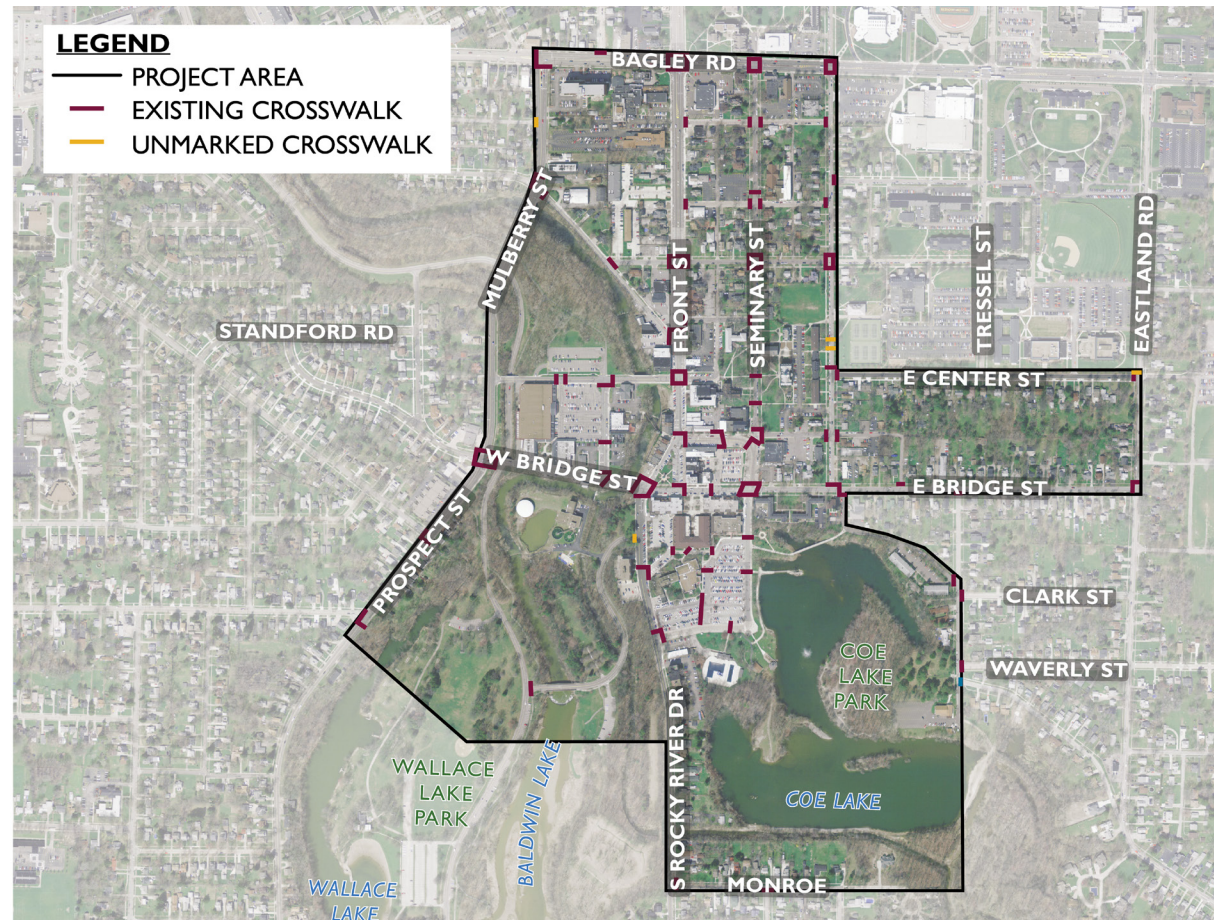 LEGEND
PROJECT AREA
EXISTING CROSSWALK
UNMARKED CROSSWALK
BAGLEY RD
MULBERRY ST
FRONT ST
SEMINARY ST
TRESSEL ST
EASTLAND RD
STANDFORD RD
E CENTER ST
W BRIDGE ST
E BRIDGE ST
PROSPECT ST
CLARK ST
WAVERLY ST
COE
LAKE
PARK
S ROCKY RIVER DR
WALLACE
LAKE
PARK
BALDWIN LAKE
COE LAKE
MONROE
WALLACE
LAKE